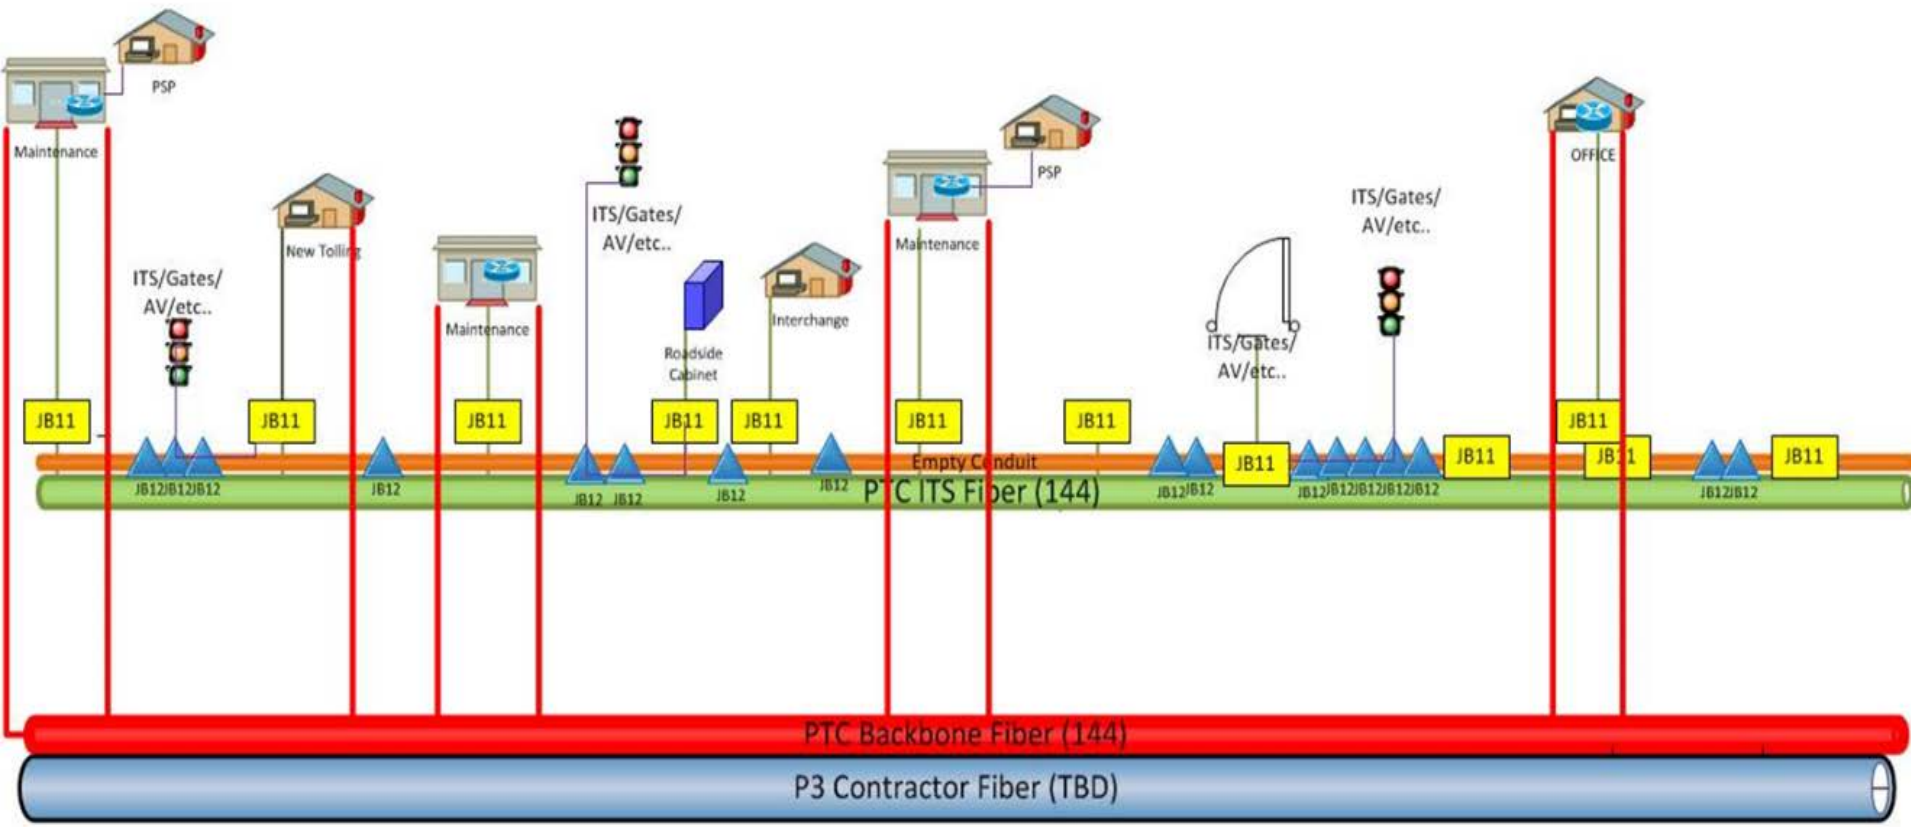 PSP
Maintenance
PSP
Maintenance
OFFICE
ITS/Gates/
AV/etc..
ITS/Gates/
AV/etc..
New Tolling
ITS/Gates/
AV/etc..
Maintenance
Interchange
Roadside
Cabinet
ITS/Gates/
AV/etc..
JB11
JB11
JB11
JB11
JB11
JB11
JB11
JB11
JB11
JB11
JB11
JB11
Empty Conduit
JB12JB12JB12
JB12
JB12
JB12
JB12
JB12
JB12JB12
JB12JB12JB12JB12JB12
JB12JB12
PTC ITS Fiber (144)
PTC Backbone Fiber (144)
P3 Contractor Fiber (TBD)